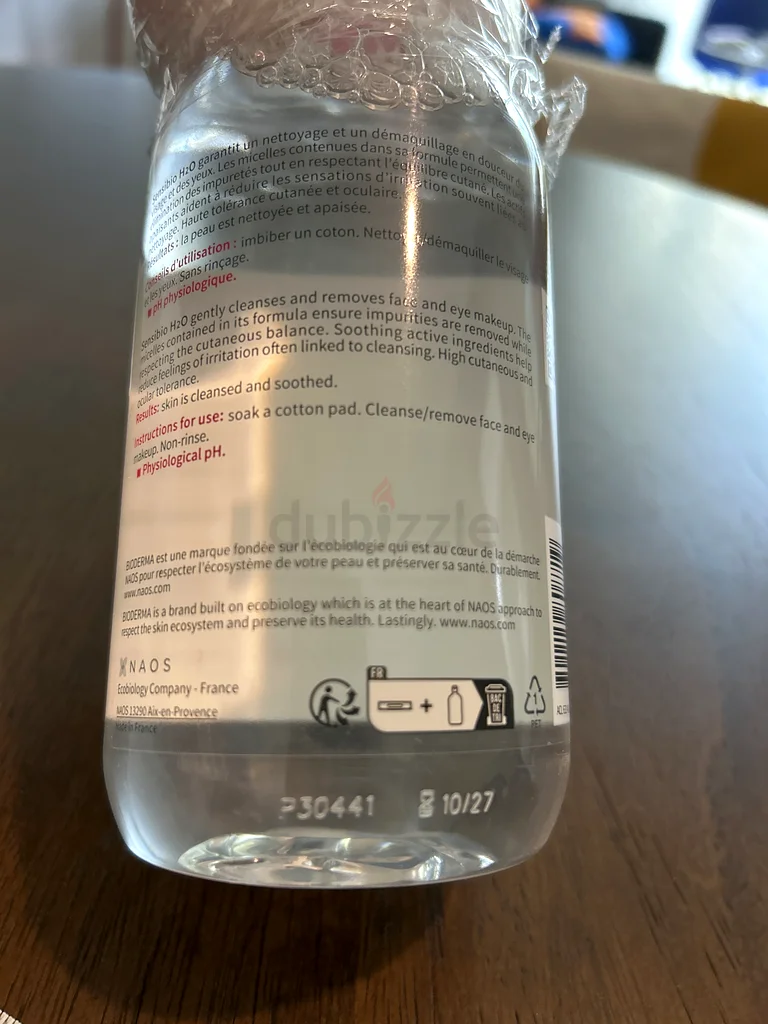 Sensibio H2O garantit un nettoyage et un démaquillage en douceur du
visage et des yeux. Les micelles contenues dans sa formule permettent une
élimination des impuretés tout en respectant l'équilibre cutané. Les actifs
apaisants aident à réduire les sensations d'irritation souvent liées au
nettoyage. Haute tolérance cutanée et oculaire.
Résultats : la peau est nettoyée et apaisée.
Conseils d'utilisation : imbiber un coton. Nettoyer/démaquiller le visage
et les yeux. Sans rinçage.
■ pH physiologique.
Sensibio H2O gently cleanses and removes face and eye makeup. The
micelles contained in its formula ensure impurities are removed while
respecting the cutaneous balance. Soothing active ingredients help
reduce feelings of irritation often linked to cleansing. High cutaneous and
ocular tolerance.
Results: skin is cleansed and soothed.
Instructions for use: soak a cotton pad. Cleanse/remove face and eye
makeup. Non-rinse.
■ Physiological pH.
dubizzle
BIODERMA est une marque fondée sur l'écobiologie qui est au cœur de la démarche
NAOS pour respecter l'écosystème de votre peau et préserver sa santé. Durablement.
www.naos.com
BIODERMA is a brand built on ecobiology which is at the heart of NAOS approach to
respect the skin ecosystem and preserve its health. Lastingly. www.naos.com
NAOS
Ecobiology Company - France
NAOS 13290 Aix-en-Provence
made in France
FR
+
BAC
DE
TRI
1
PET
P30441
10/27